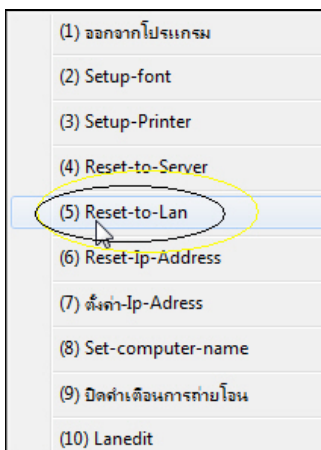 (1) ออกจากโปรแกรม
(2) Setup-font
(3) Setup-Printer
(4) Reset-to-Server
(5) Reset-to-Lan
(6) Reset-Ip-Address
(7) ตั้งค่า-Ip-Adress
(8) Set-computer-name
(9) ปิดคำเตือนการถ่ายโอน
(10) Lanedit